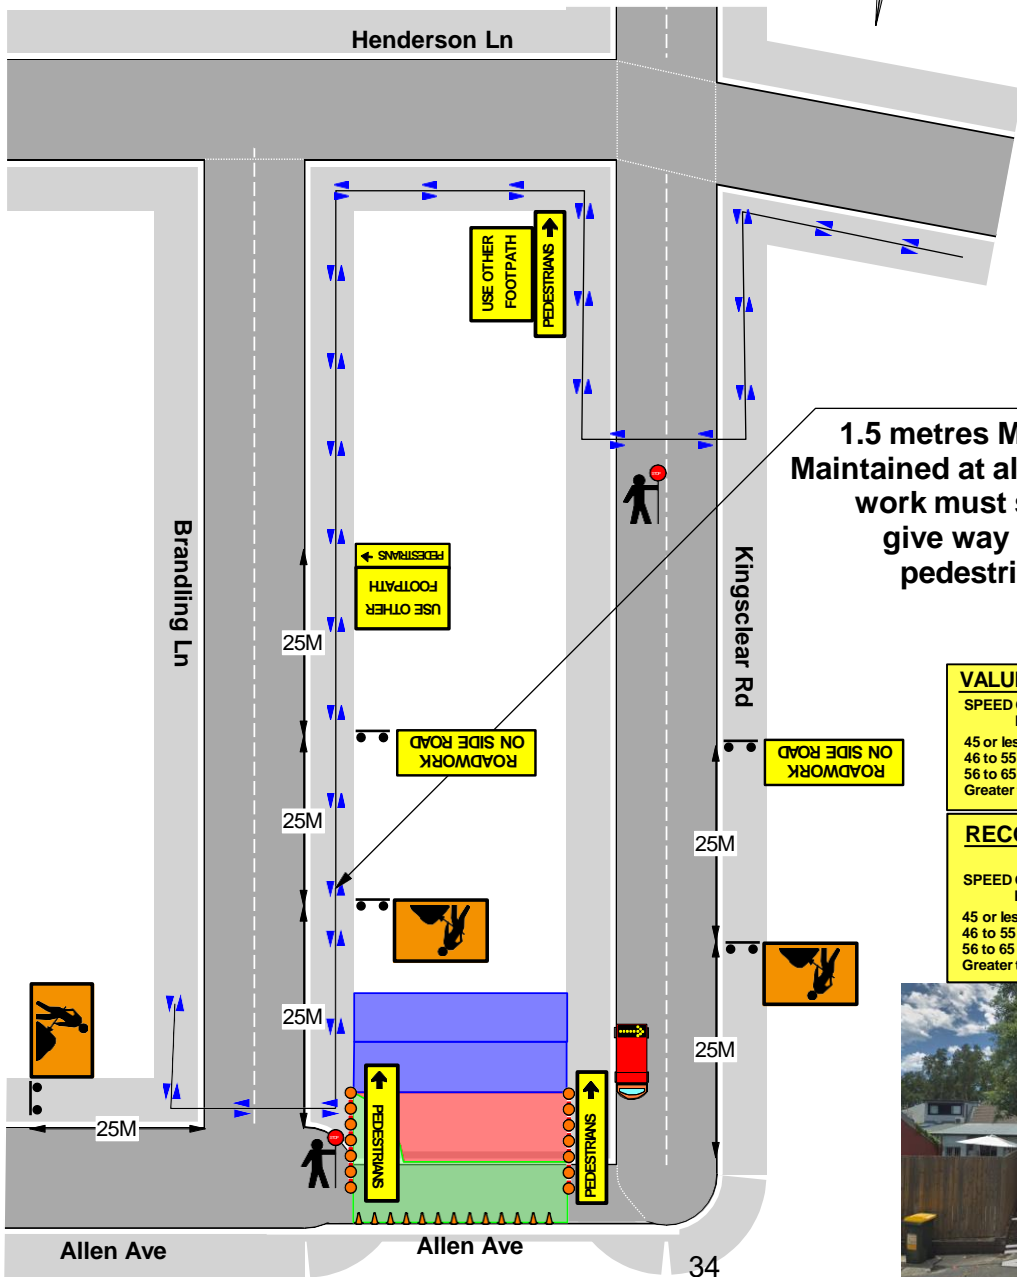 Henderson Ln
USE OTHER
FOOTPATH
PEDESTRIANS
1.5 metres M
Maintained at al
work must s
give way
pedestri
STOP
Brandling Ln
PEDESTRIANS
USE OTHER
FOOTPATH
Kingsclear Rd
25M
ROADWORK
ON SIDE ROAD
ROADWORK
ON SIDE ROAD
VALU
SPEED
45 or les
46 to 55
56 to 65
Greater
25M
25M
RECO
SPEED
45 or les
46 to 55
56 to 65
Greater
25M
25M
25M
PEDESTRIANS
PEDESTRIANS
STOP
Allen Ave
Allen Ave
34